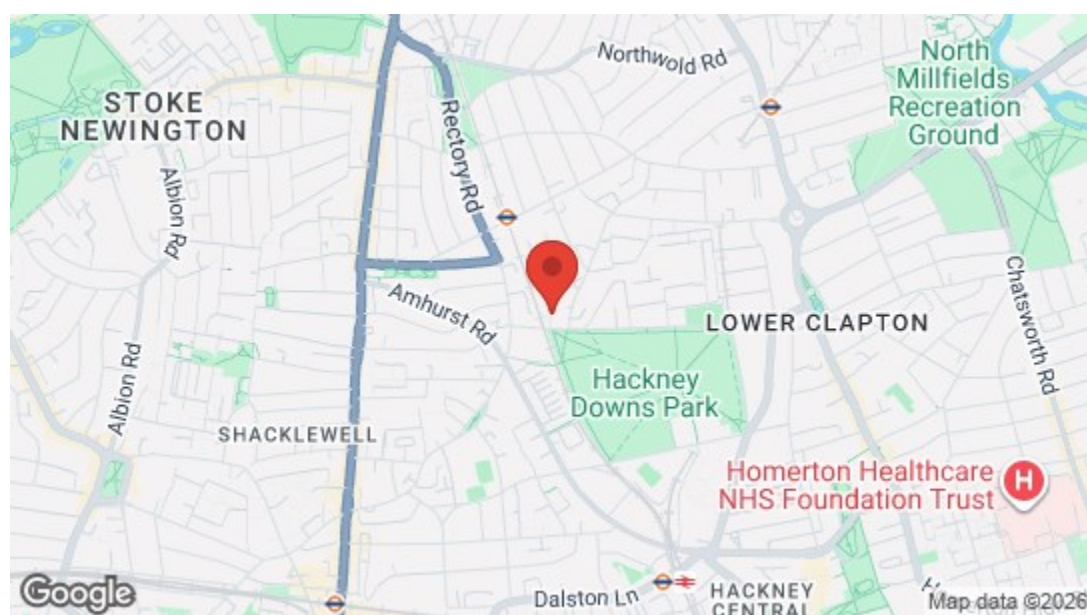 Northwold Rd
North
Millfields
Recreation
Ground
STOKE
NEWINGTON
Rectory Rd
Albion Rd
Amhurst Rd
Chatsworth Rd
LOWER CLAPTON
Albion Rd
Hackney
Downs Park
SHACKLEWELL
Homerton Healthcare
NHS Foundation Trust
H
Google
Dalston Ln
HACKNEY
CENTRAL
Map data ©2026